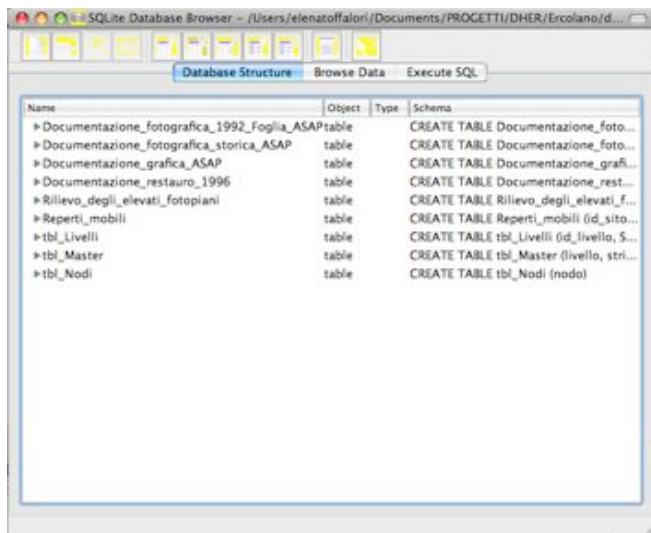 SQLite Database Browser - /Users/elenatoffalori/Documents/PROGETTI/DHER/Ercolano/d...
Database Structure Browse Data Execute SQL
Name Object Type Schema
Documentazione_fotografica_1992_Foglia_ASAP table CREATE TABLE Documentazione_foto...
Documentazione_fotografica_storica_ASAP table CREATE TABLE Documentazione_foto...
Documentazione_grafica_ASAP table CREATE TABLE Documentazione_grafi...
Documentazione_restauro_1996 table CREATE TABLE Documentazione_rest...
Rilievo_degli_elevati_fotopiani table CREATE TABLE Rilievo_degli_elevati_f...
Reperti_mobili table CREATE TABLE Reperti_mobili (id_sito...
tbl_Livelli table CREATE TABLE tbl_Livelli (id_livello, S...
tbl_Master table CREATE TABLE tbl_Master (livello, stri...
tbl_Nodi table CREATE TABLE tbl_Nodi (nodo)